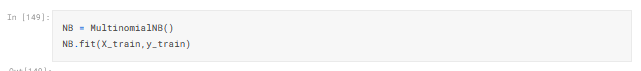 In [149]:
NB = MultinomialNB()
NB.fit(X_train,y_train)